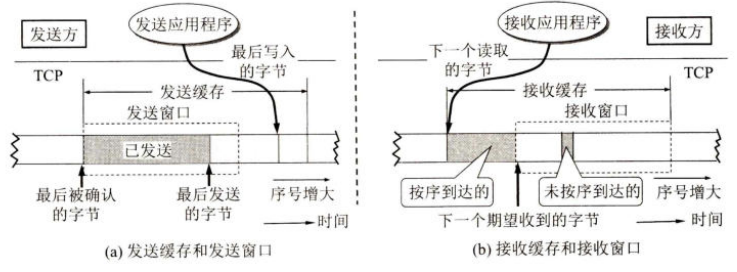 发送方
发送应用程序
最后写入
的字节
TCP
发送缓存
发送窗口
已发送
最后被确认
的字节
最后发送
的字节
序号增大
时间
(a) 发送缓存和发送窗口
接收应用程序
接收方
下一个读取
的字节
TCP
接收缓存
接收窗口
按序到达的
未按序到达的
序号增大
下一个期望收到的字节
时间
(b) 接收缓存和接收窗口